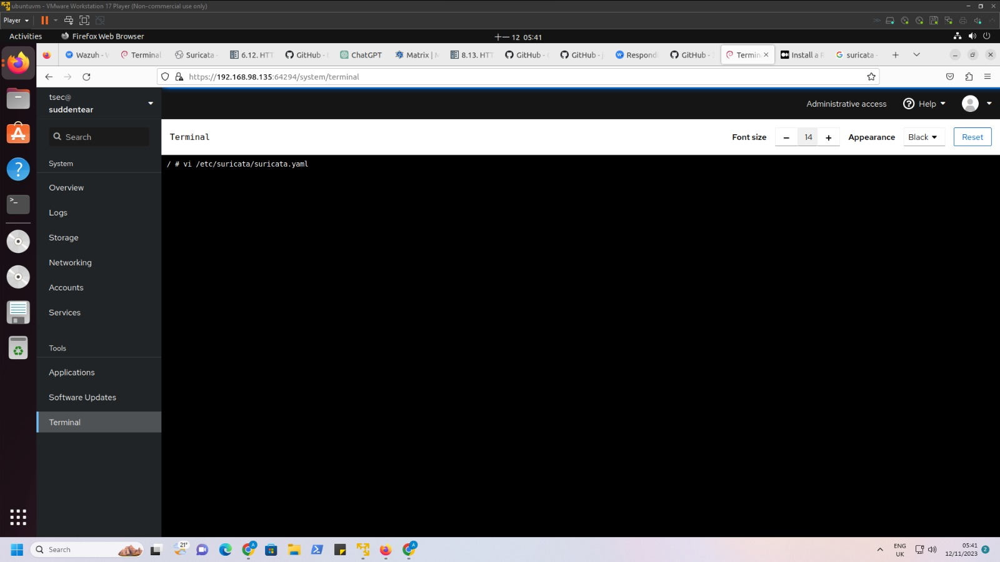 ubuntuvm - VMware Workstation 17 Player (Non-commercial use only)
Player
Activities
Firefox Web Browser
十一 12 05:41
Wazuh -
Terminal
Suricata
6.12. HTT
GitHub -
ChatGPT
Matrix |
8.13. HTT
GitHub -
GitHub -
Respond
GitHub -
Termin
Install a
suricata -
https://192.168.98.135:64294/system/terminal
tsec@
suddentear
Administrative access
Help
Search
Terminal
Font size
14
Appearance
Black
Reset
System
/ # vi /etc/suricata/suricata.yaml
Overview
Logs
Storage
Networking
Accounts
Services
Tools
Applications
Software Updates
Terminal
Search
21°
A
A
ENG
UK
05:41
12/11/2023
2